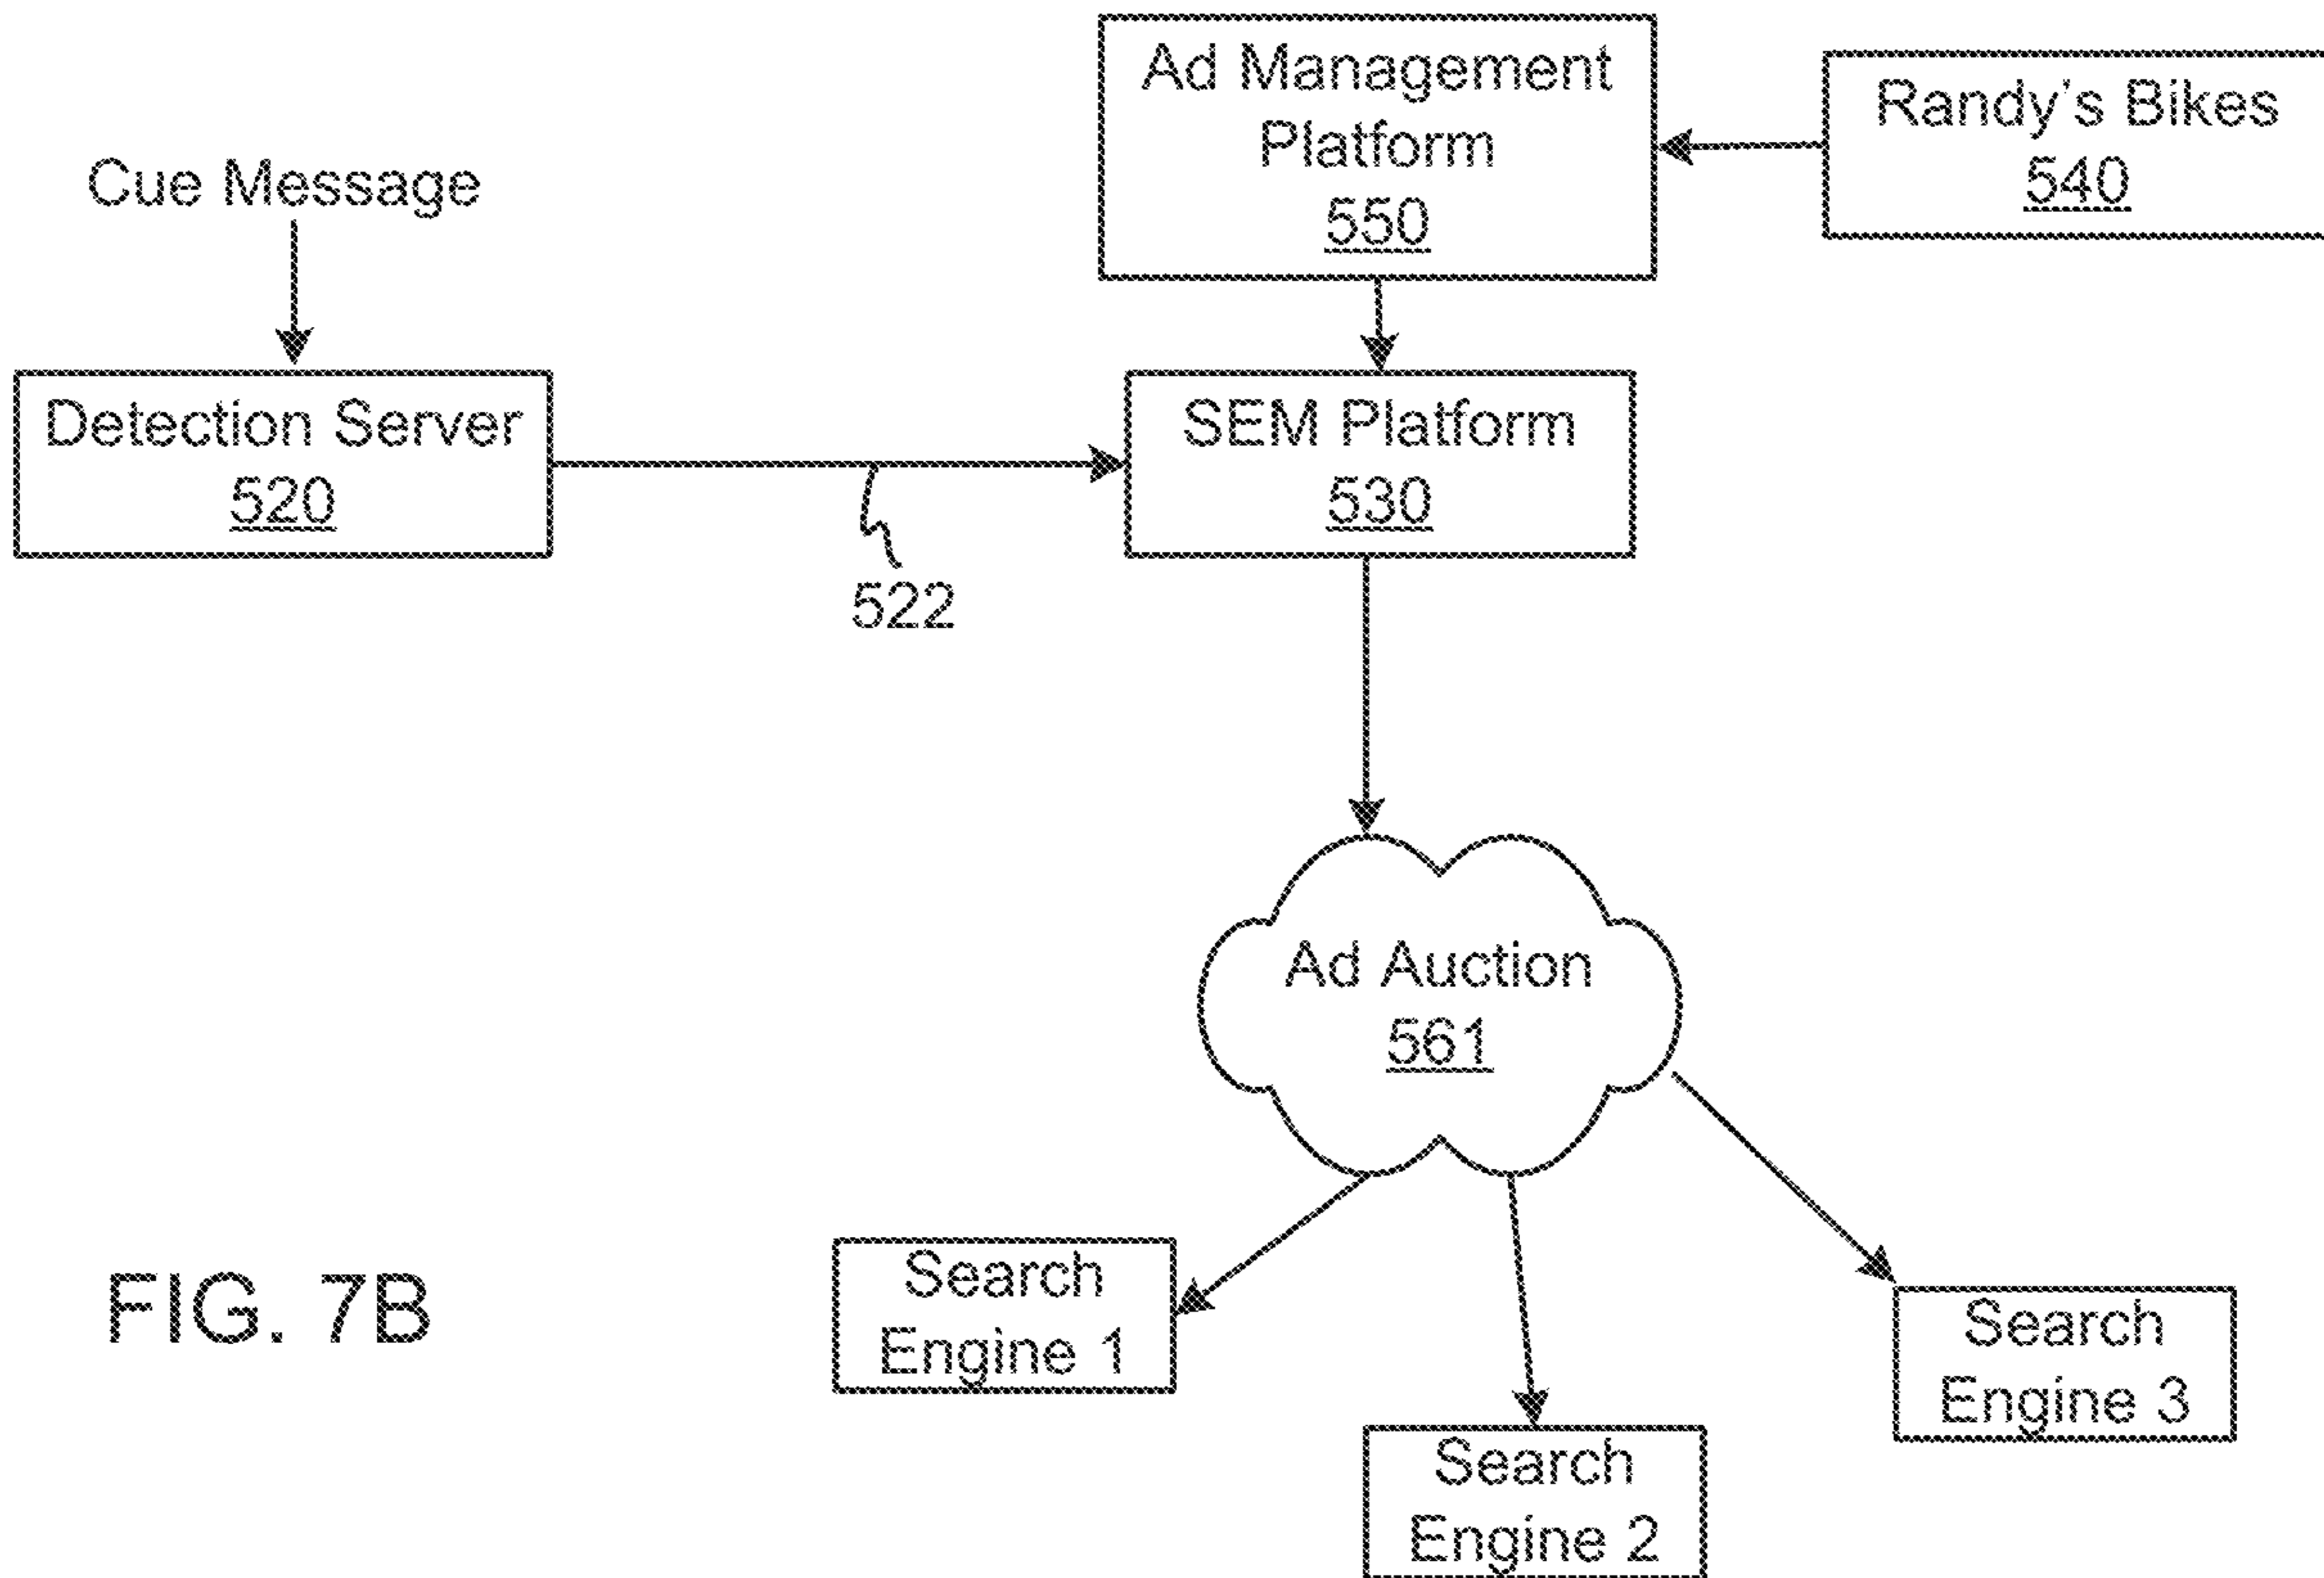 Ad Management
Platform
550
Randy's Bikes
540
Cue Message
Detection Server
520
SEM Platform
530
522
Ad Auction
561
Search
Engine 1
Search
Engine 2
Search
Engine 3
FIG. 7B